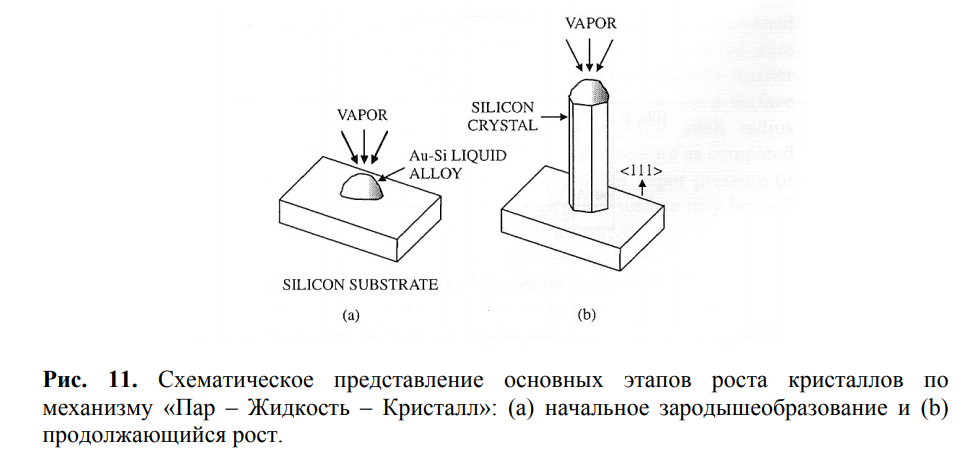 VAPOR
VAPOR
SILICON
CRYSTAL
Au-Si LIQUID
ALLOY
<111>
SILICON SUBSTRATE
(a)
(b)
Рис. 11. Схематическое представление основных этапов роста кристаллов по
механизму «Пар – Жидкость – Кристалл»: (a) начальное зародышеобразование и (b)
продолжающийся рост.